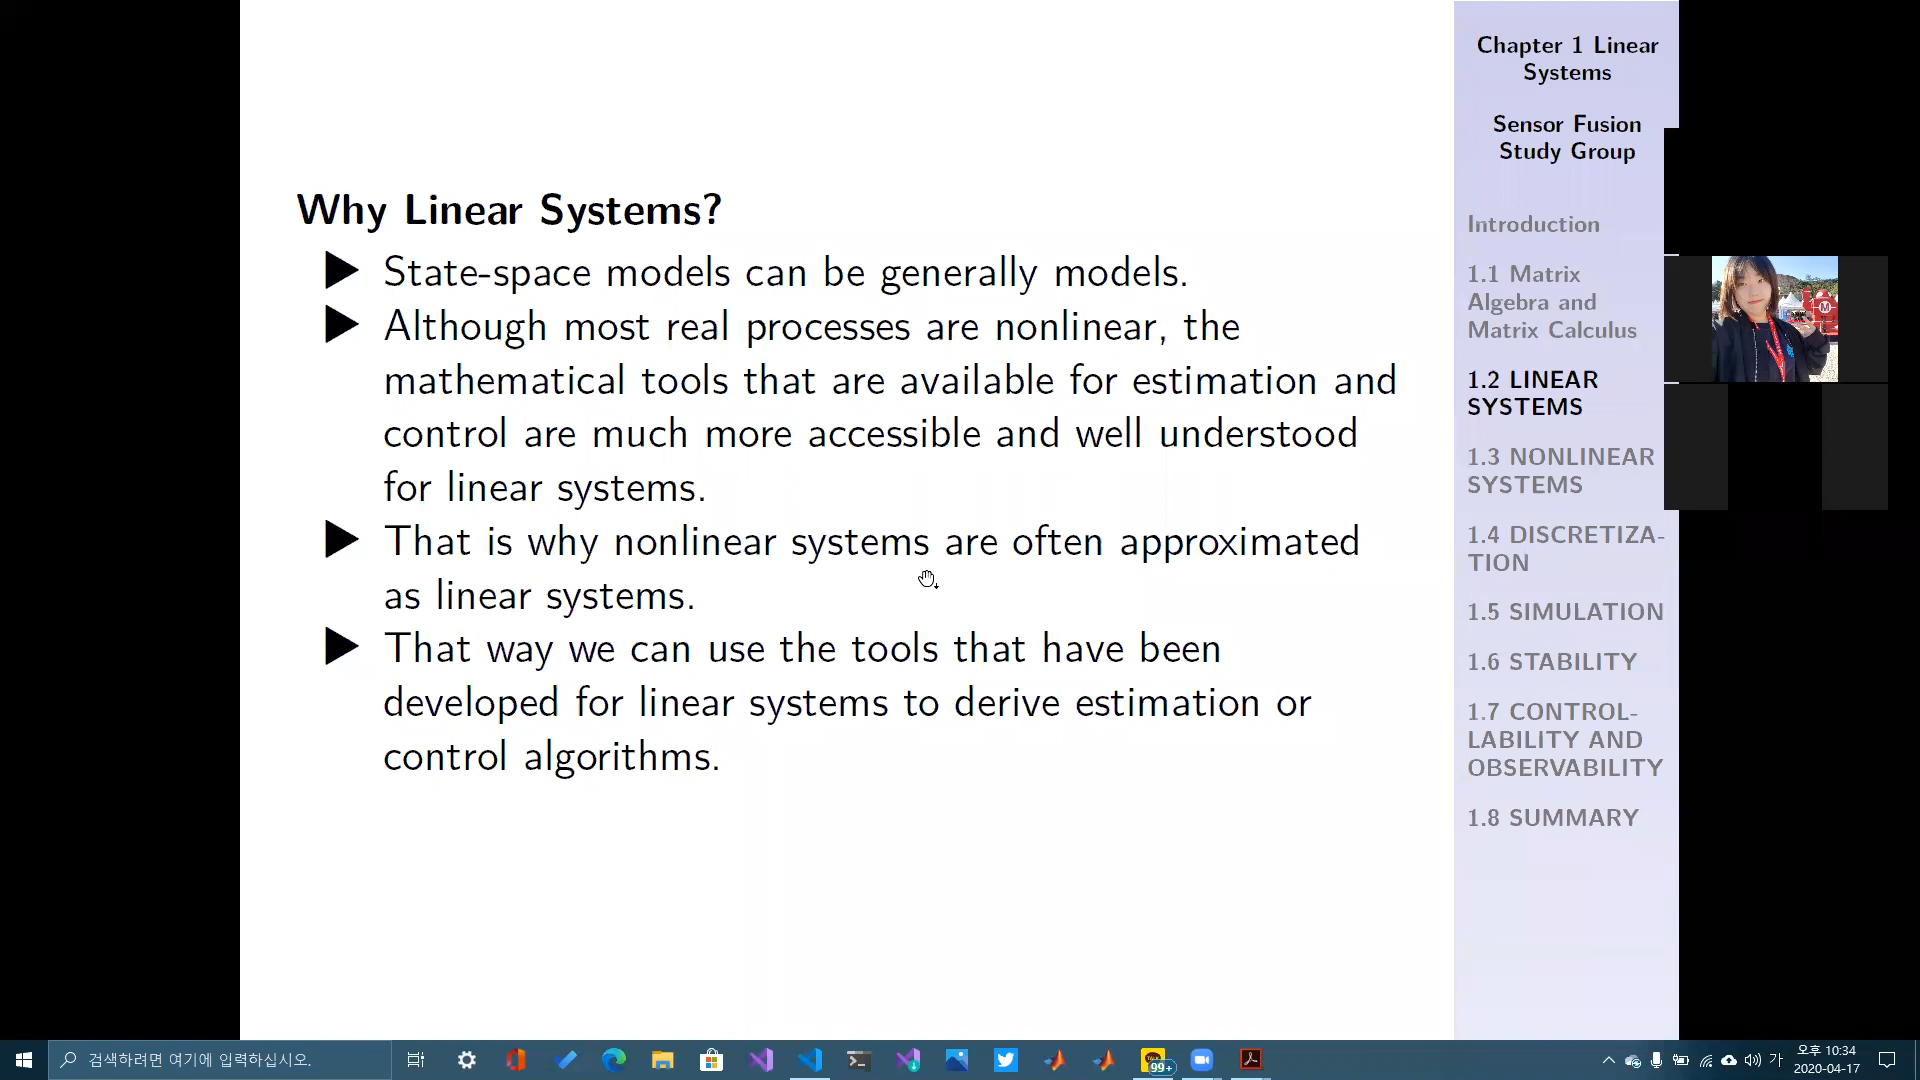 Why Linear Systems?
State-space models can be generally models.
Although most real processes are nonlinear, the
mathematical tools that are available for estimation and
control are much more accessible and well understood
for linear systems.
That is why nonlinear systems are often approximated
as linear systems.
That way we can use the tools that have been
developed for linear systems to derive estimation or
control algorithms.
Chapter 1 Linear
Systems
Sensor Fusion
Study Group
Introduction
1.1 Matrix
Algebra and
Matrix Calculus
1.2 LINEAR
SYSTEMS
1.3 NONLINEAR
SYSTEMS
1.4 DISCRETIZA-
TION
1.5 SIMULATION
1.6 STABILITY
1.7 CONTROL-
LABILITY AND
OBSERVABILITY
1.8 SUMMARY
M
검색하려면 여기에 입력하십시오.
99+
가
오후 10:34
2020-04-17